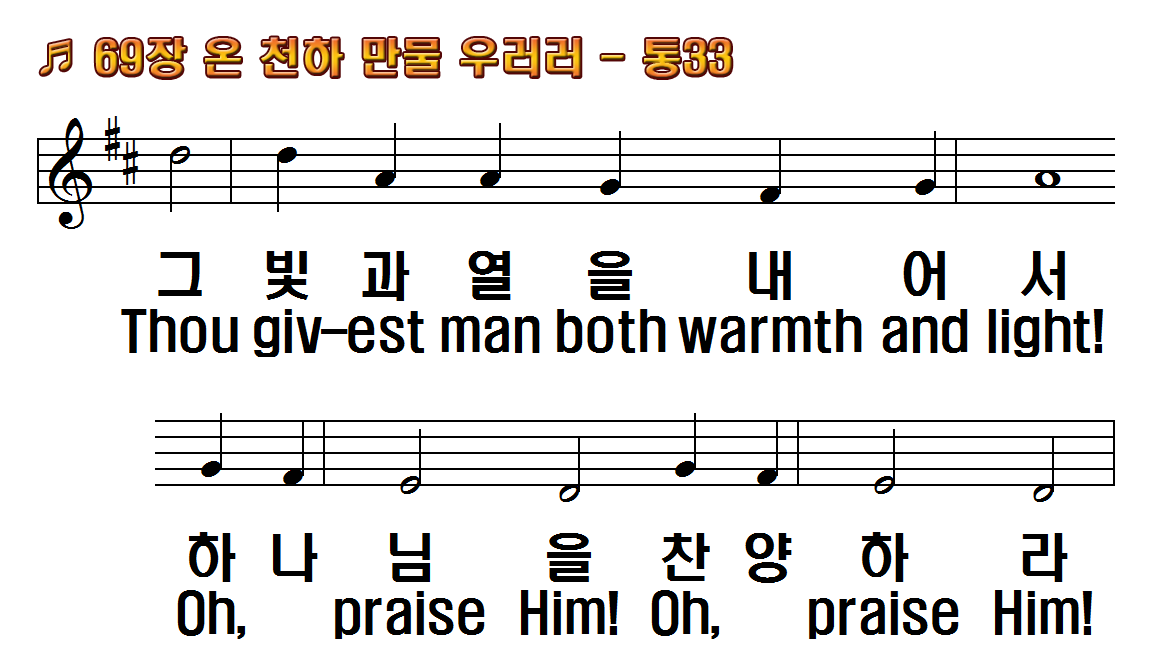 ♬ 69장 온 천하 만물 우러러 - 통33
그 빛 과 열 을 내 어 서
Thou giv-est man both warmth and light!
하 나 님 을 찬 양 하 라
Oh, praise Him! Oh, praise Him!